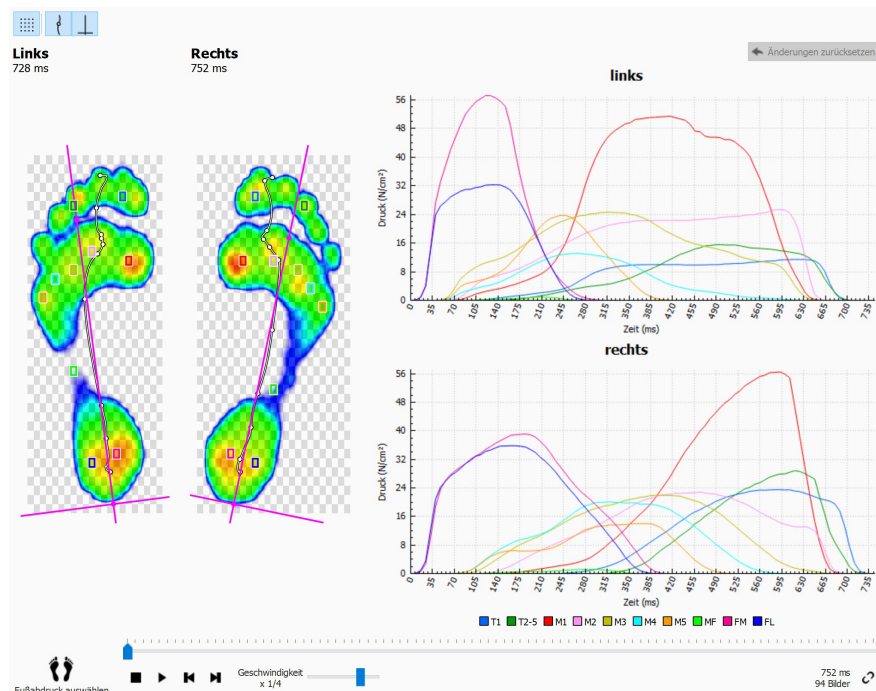 Links
728 ms
Rechts
752 ms
Änderungen zurücksetzen
links
Druck (N/cm²)
56
48
40
32
24
16
8
0
0 35 70 105 140 175 210 245 280 315 350 385 420 455 490 525 560 595 630 665 700 735
Zeit (ms)
rechts
Druck (N/cm²)
56
48
40
32
24
16
8
0
0 35 70 105 140 175 210 245 280 315 350 385 420 455 490 525 560 595 630 665 700 735
Zeit (ms)
T1 T2-5 M1 M2 M3 M4 M5 MF FM FL
Fußabdruck auswählen
Geschwindigkeit
x 1/4
752 ms
94 Bilder